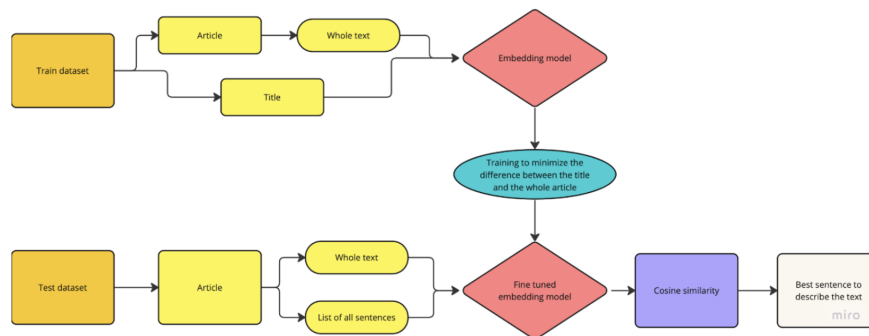 Article
Whole text
Train dataset
Embedding model
Title
Training to minimize the
difference between the title
and the whole article
Whole text
Test dataset
Article
Fine tuned
embedding model
Cosine similarity
Best sentence to
describe the text
List of all sentences
miro